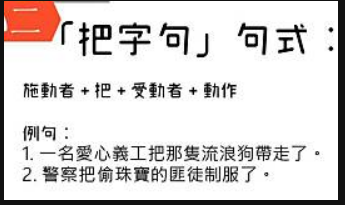 二
「把字句」句式：
施動者 + 把 + 受動者 + 動作
例句：
1. 一名愛心義工把那隻流浪狗帶走了。
2. 警察把偷珠寶的匪徒制服了。